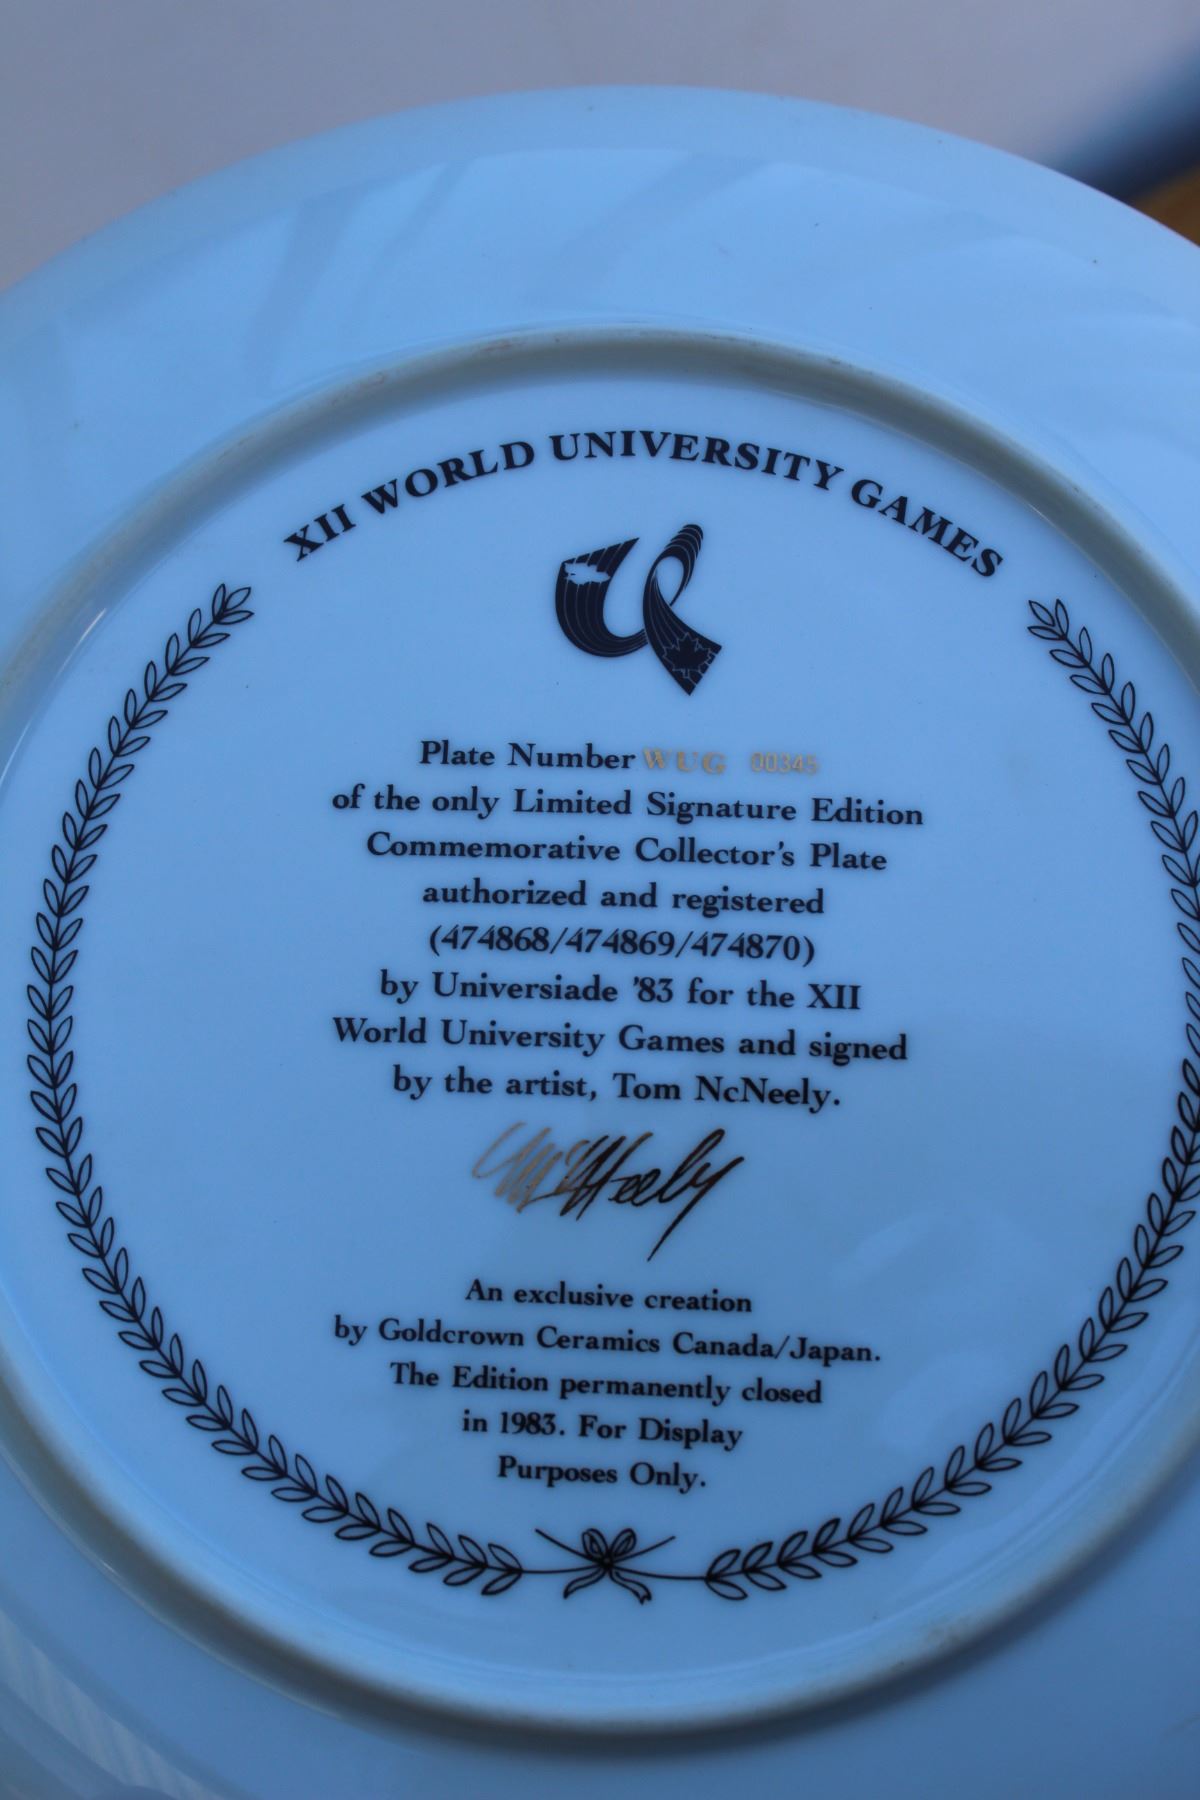 XII WORLD UNIVERSITY GAMES
Plate Number WUG 00345
of the only Limited Signature Edition
Commemorative Collector's Plate
authorized and registered
(474868/474869/474870)
by Universiade '83 for the XII
World University Games and signed
by the artist, Tom NcNeely.
McNeely
An exclusive creation
by Goldcrown Ceramics Canada/Japan.
The Edition permanently closed
in 1983. For Display
Purposes Only.